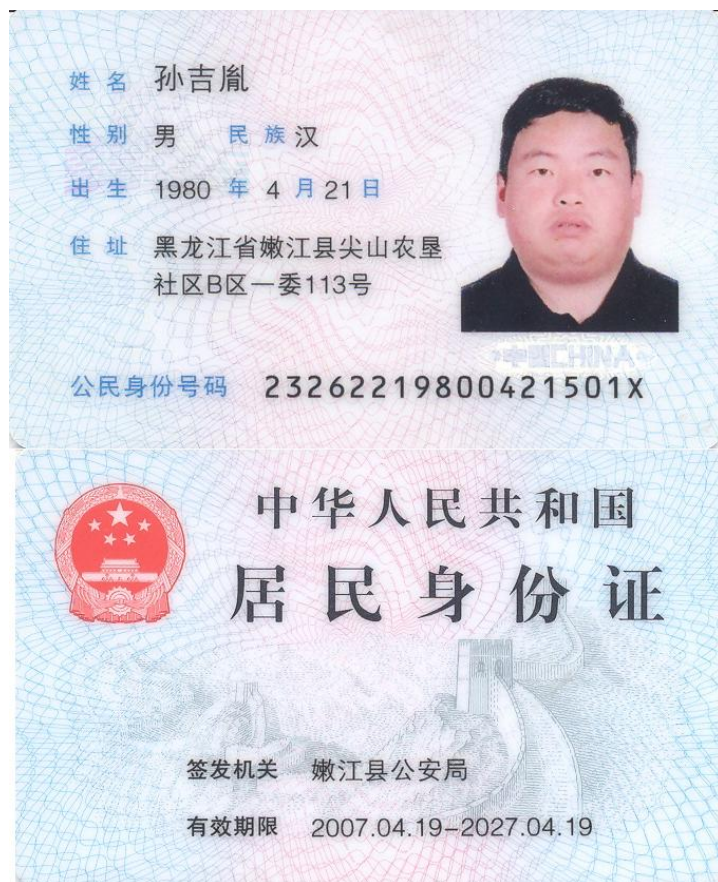 姓名 孙吉胤
性别 男 民族 汉
出生 1980 年 4 月 21 日
住址 黑龙江省嫩江县尖山农垦
社区B区一委113号
公民身份号码 23262219800421501X
中华人民共和国
居民身份证
签发机关 嫩江县公安局
有效期限 2007.04.19-2027.04.19